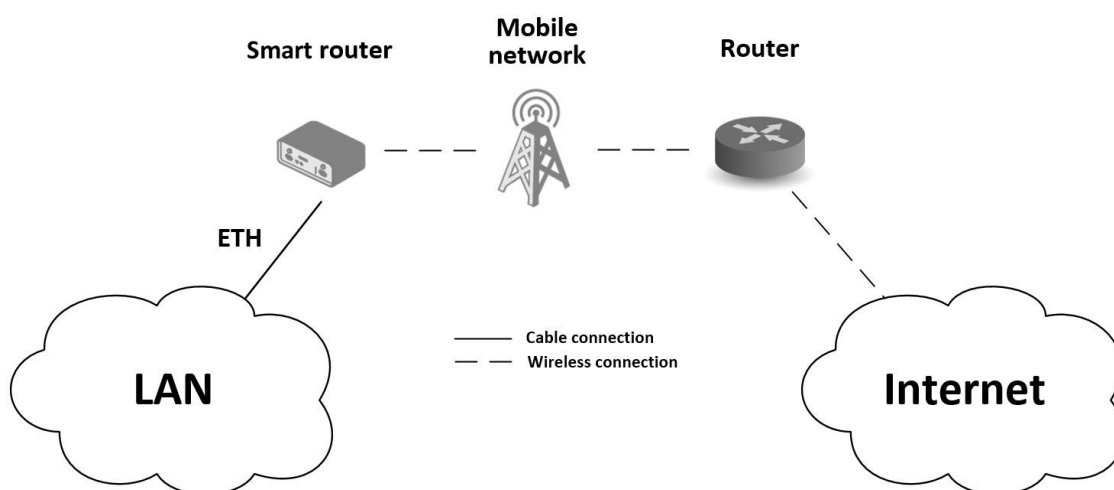 Smart router
Mobile
network
Router
ETH
Cable connection
Wireless connection
LAN
Internet